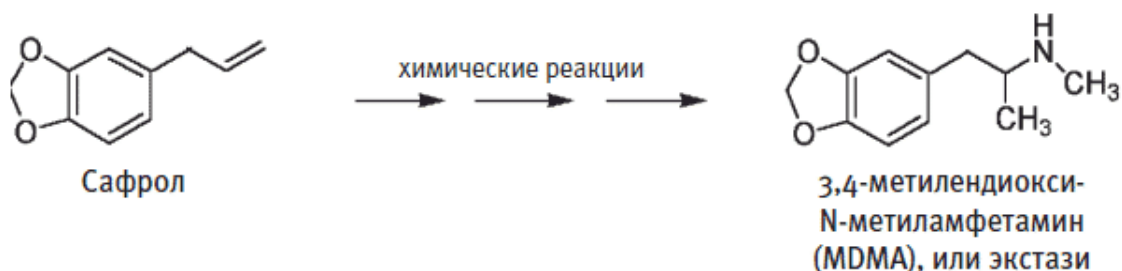 O
O
Сафрол
химические реакции
O
O
H
N
CH₃
CH₃
3,4-метилендиокси-
N-метиламфетамин
(MDMA), или экстази